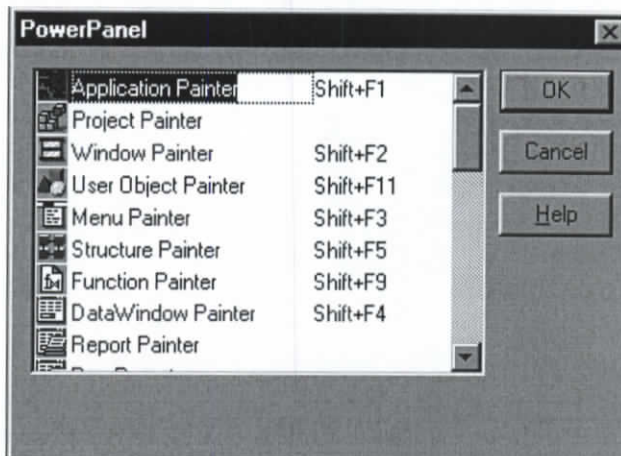 PowerPanel
Application Painter Shift+F1
Project Painter
Window Painter Shift+F2
User Object Painter Shift+F11
Menu Painter Shift+F3
Structure Painter Shift+F5
Function Painter Shift+F9
DataWindow Painter Shift+F4
Report Painter
OK
Cancel
Help